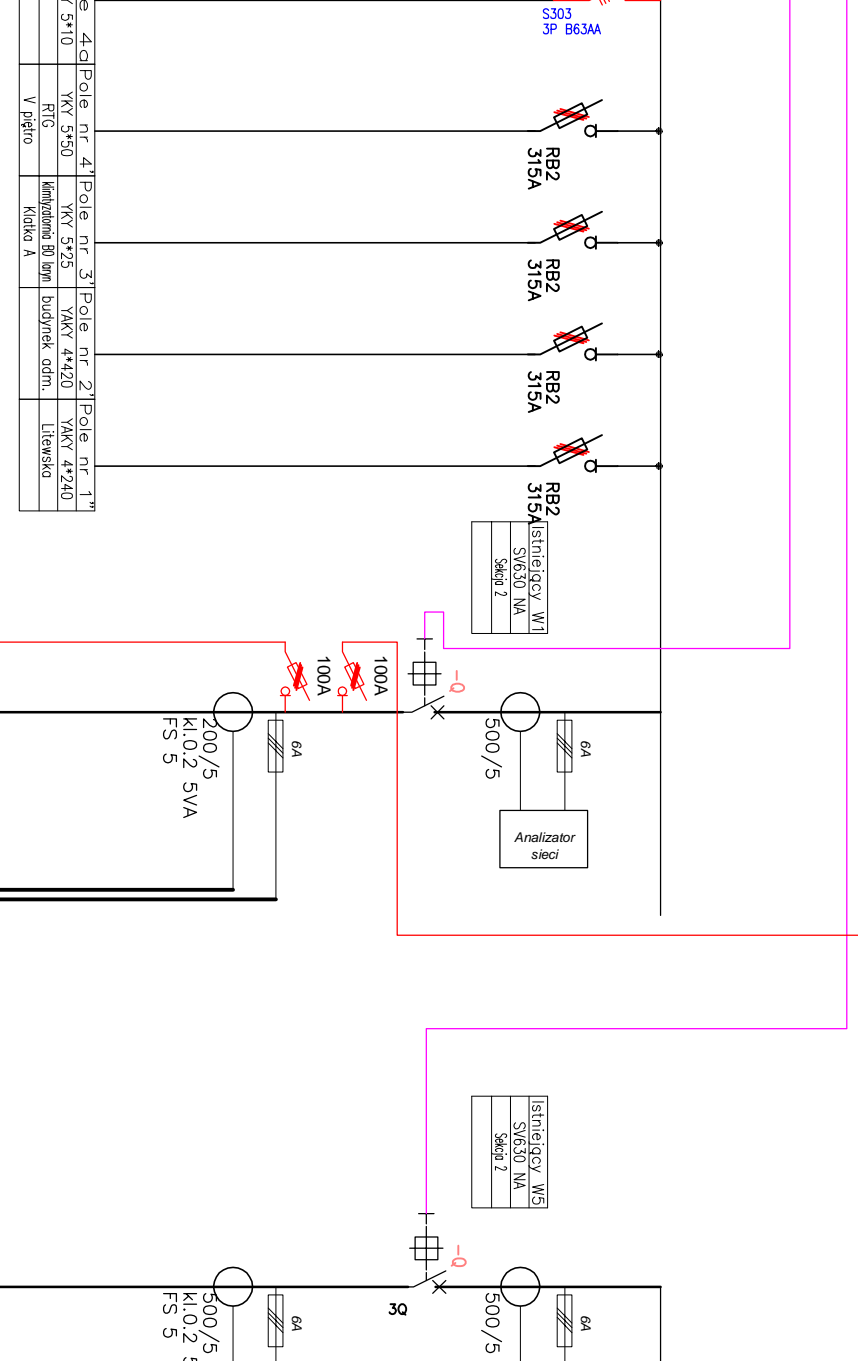 S303
3P B63AA
e 4a
Y 5*10
Pole nr 4'
YKY 5*50
RTG
V piętro
Pole nr 3'
YKY 5*25
Klatka A
Pole nr 2'
YAKY 4*420
budynek adm.
Pole nr 1"
YAKY 4*240
Litewska
RB2
315A
RB2
315A
RB2
315A
RB2
315A
Istniejący W1
SV630 NA
Sekcja 2
100A
100A
-Q
200/5
kl.0.2 5VA
FS 5
6A
500/5
6A
Analizator
sieci
Istniejący W5
SV630 NA
Sekcja 2
-Q
3Q
500/5
kl.0.2 5
FS 5
6A
500/5
6A